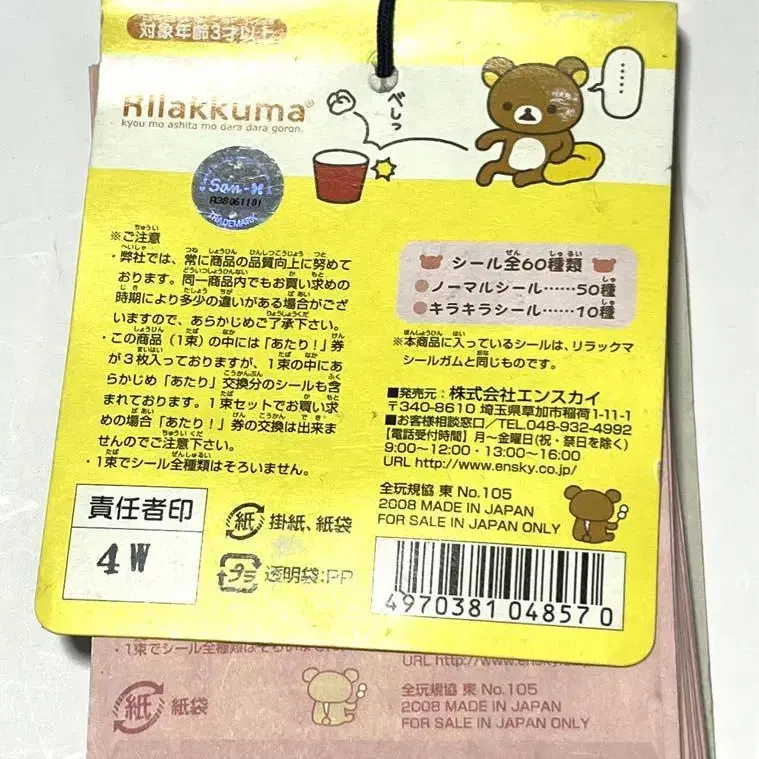 対象年齢3才以上
Rilakkuma®
kyou mo ashita mo dara dara goron.
べしっ
・・・・・
San-X
A38061101
TRADEMARK
※ご注意
・弊社では、常に商品の品質向上に努めて
おります。同一商品内でもお買い求めの
時期により多少の違いがある場合がござ
いますので、あらかじめご了承下さい。
・この商品（1束）の中には「あたり！」券
が3枚入っておりますが、1束の中にあ
らかじめ「あたり」交換分のシールも含
まれております。1束セットでお買い求
めの場合「あたり！」券の交換は出来ま
せんのでご注意下さい。
・1束でシール全種類はそろいません。
シール全60種類
ノーマルシール……50種
キラキラシール……10種
※本商品に入っているシールは、リラックマ
シールガムと同じものです。
■発売元：株式会社エンスカイ
〒340-8610 埼玉県草加市稲荷1-11-1
■お客様相談窓口／TEL.048-932-4992
【電話受付時間】月～金曜日(祝・祭日を除く)
9:00～12:00・13:00～16:00
URL http://www.ensky.co.jp/
全玩規協 東 No.105
2008 MADE IN JAPAN
FOR SALE IN JAPAN ONLY
責任者印
4W
紙 掛紙、紙袋
プラ 透明袋:PP
4970381048570
・1束でシール全種類はそろいません。
URL http://www.ensky.co.jp/
紙 紙袋
全玩規協 東 No.105
2008 MADE IN JAPAN
FOR SALE IN JAPAN ONLY